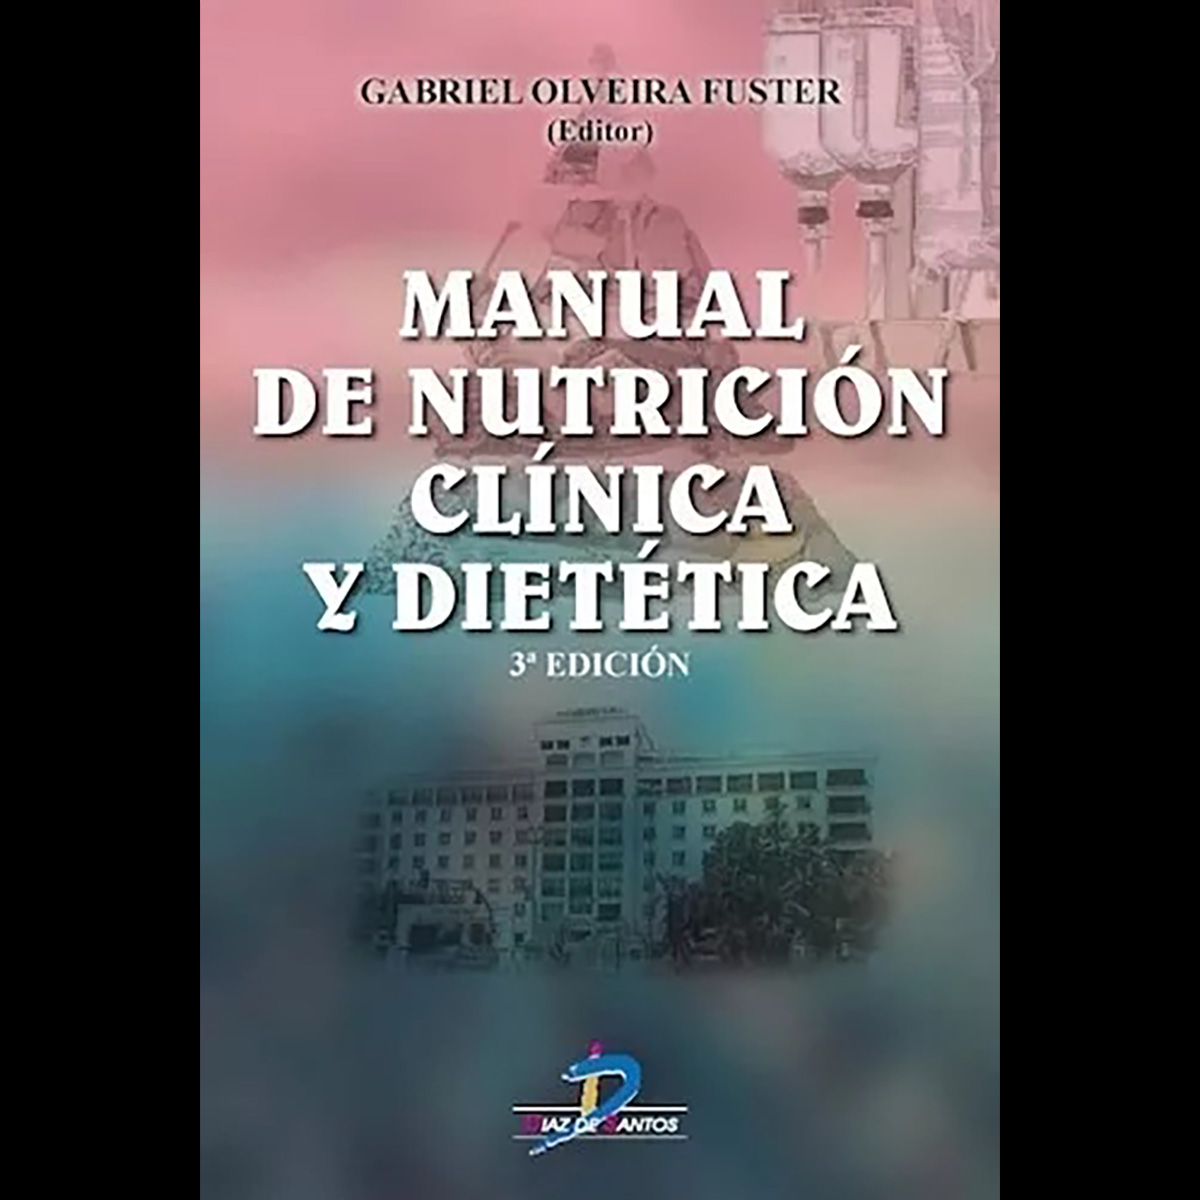 GABRIEL OLVEIRA FUSTER
(Editor)
MANUAL
DE NUTRICIÓN
CLÍNICA
Y DIETÉTICA
3ª EDICIÓN
DIAZ DE SANTOS